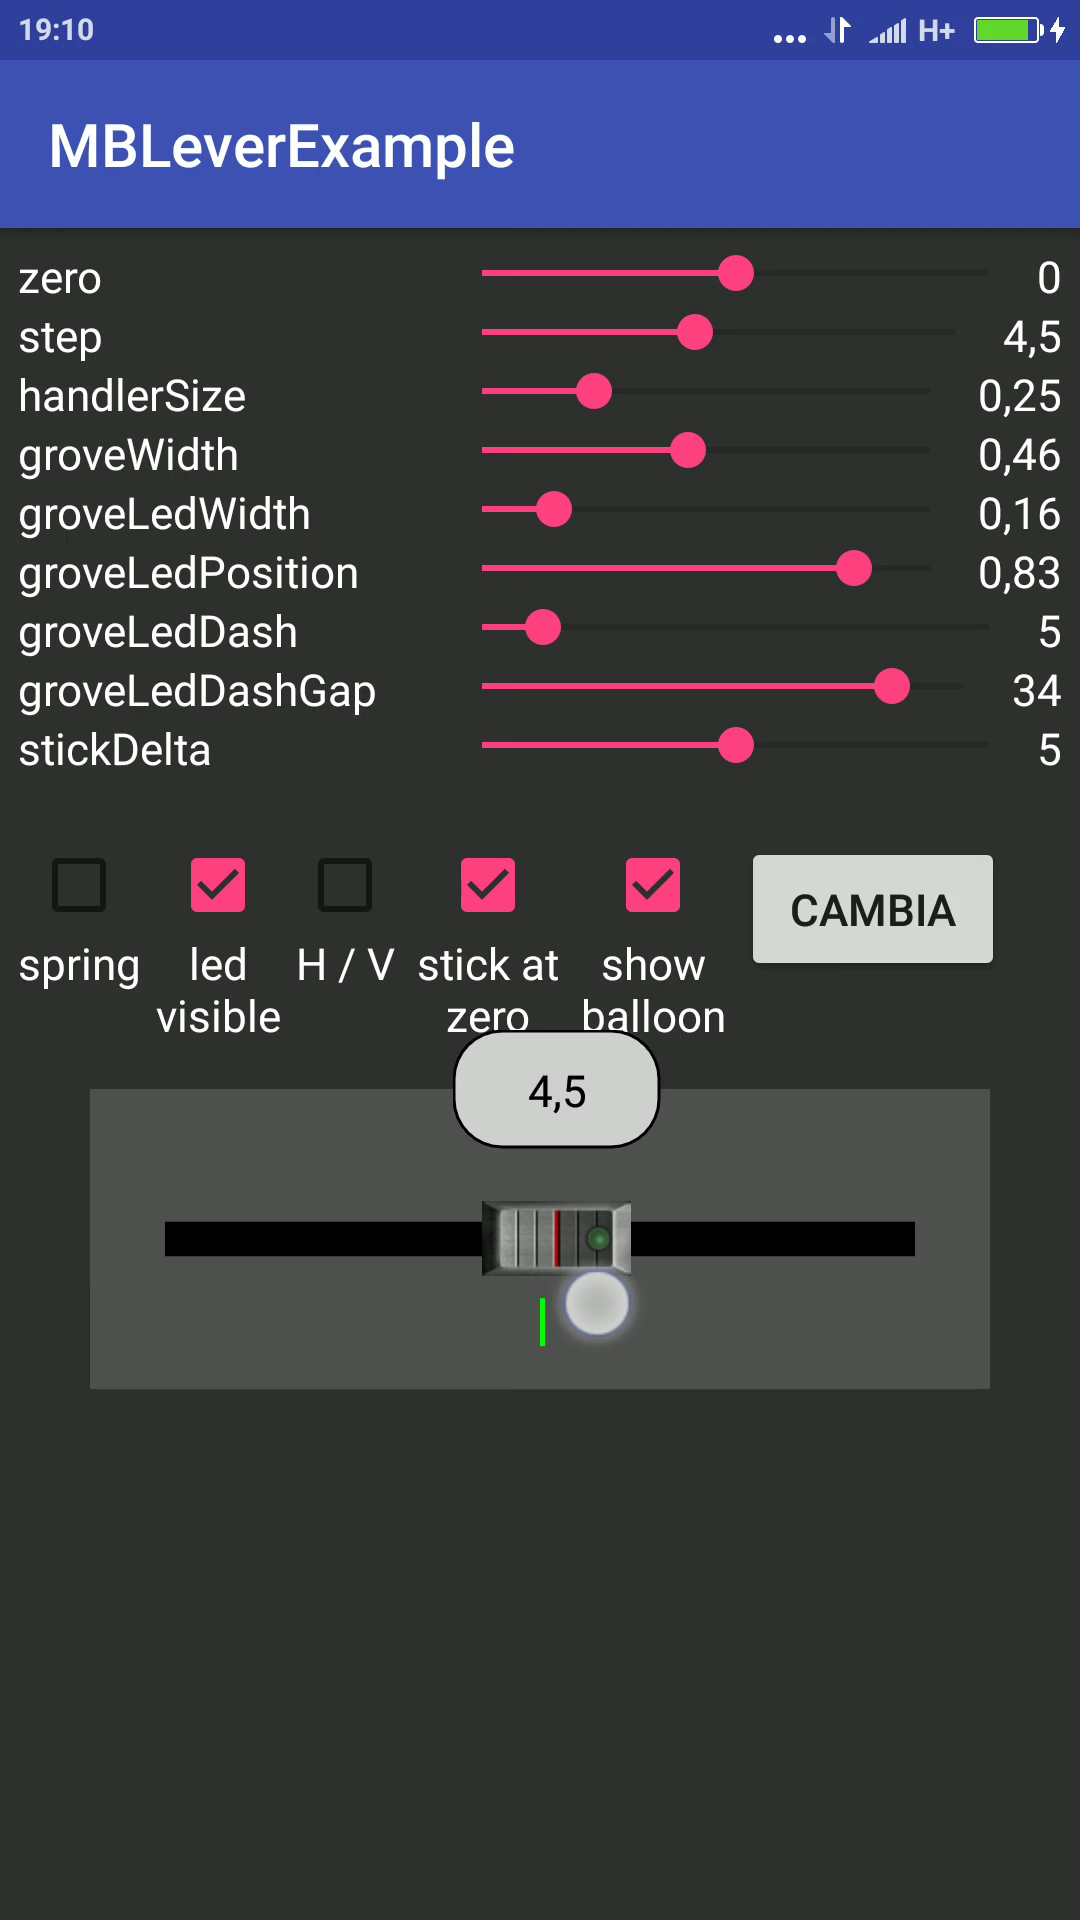 19:10 ... H+
MBLeverExample
zero 0
step 4,5
handlerSize 0,25
groveWidth 0,46
groveLedWidth 0,16
groveLedPosition 0,83
groveLedDash 5
groveLedDashGap 34
stickDelta 5
CAMBIA
spring led H / V stick at show
visible zero balloon
4,5